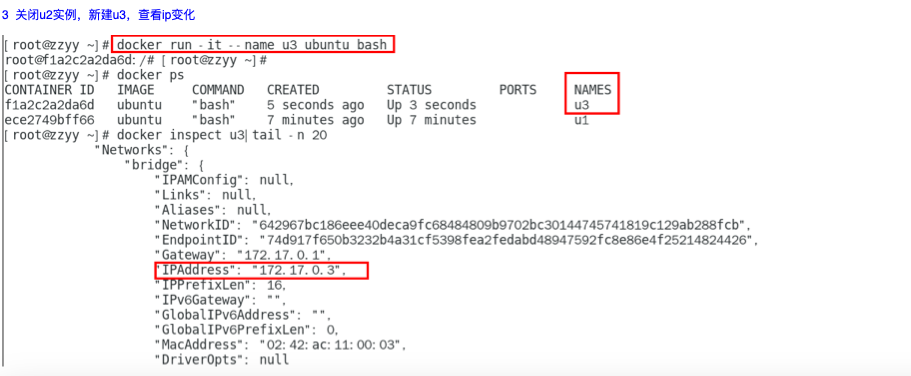 3 关闭u2实例，新建u3，查看ip变化
[root@zzyy ~]# docker run -it --name u3 ubuntu bash
root@f1a2c2a2da6d:/# [root@zzyy ~]#
[root@zzyy ~]# docker ps
CONTAINER ID IMAGE COMMAND CREATED STATUS PORTS NAMES
f1a2c2a2da6d ubuntu "bash" 5 seconds ago Up 3 seconds u3
ece2749bff66 ubuntu "bash" 7 minutes ago Up 7 minutes u1
[root@zzyy ~]# docker inspect u3|tail -n 20
"Networks": {
"bridge": {
"IPAMConfig": null,
"Links": null,
"Aliases": null,
"NetworkID": "642967bc186eee40deca9fc68484809b9702bc30144745741819c129ab288fcb",
"EndpointID": "74d917f650b3232b4a31cf5398fea2fedabd48947592fc8e86e4f25214824426",
"Gateway": "172.17.0.1",
"IPAddress": "172.17.0.3",
"IPPrefixLen": 16,
"IPv6Gateway": "",
"GlobalIPv6Address": "",
"GlobalIPv6PrefixLen": 0,
"MacAddress": "02:42:ac:11:00:03",
"DriverOpts": null